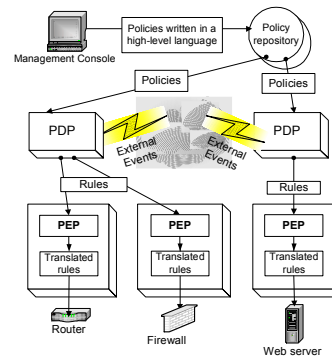 Policies written in a
high-level language
Policy
repository
Management Console
Policies
Policies
PDP
PDP
External
Events
External
Events
Rules
Rules
PEP
PEP
PEP
Translated
rules
Translated
rules
Translated
rules
Router
Firewall
Web server